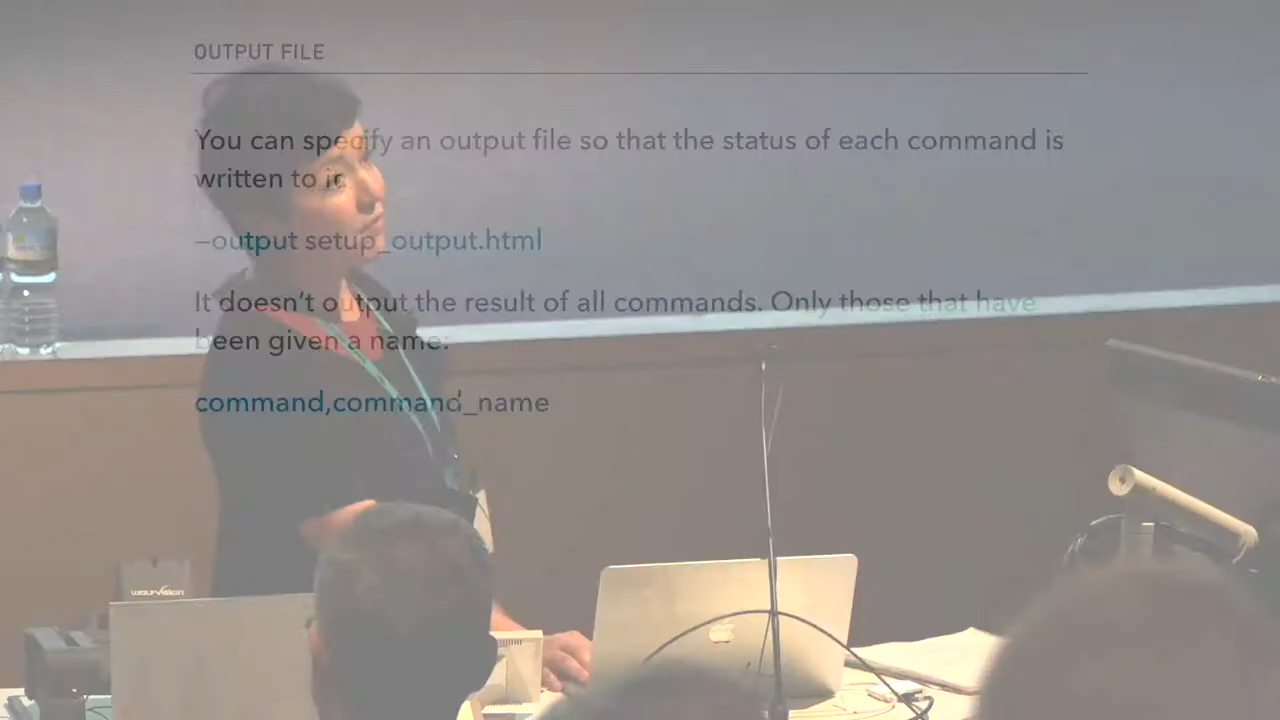 OUTPUT FILE
You can specify an output file so that the status of each command is
written to it
—output setup_output.html
It doesn't output the result of all commands. Only those that have
been given a name:
command,command_name
wolfvision